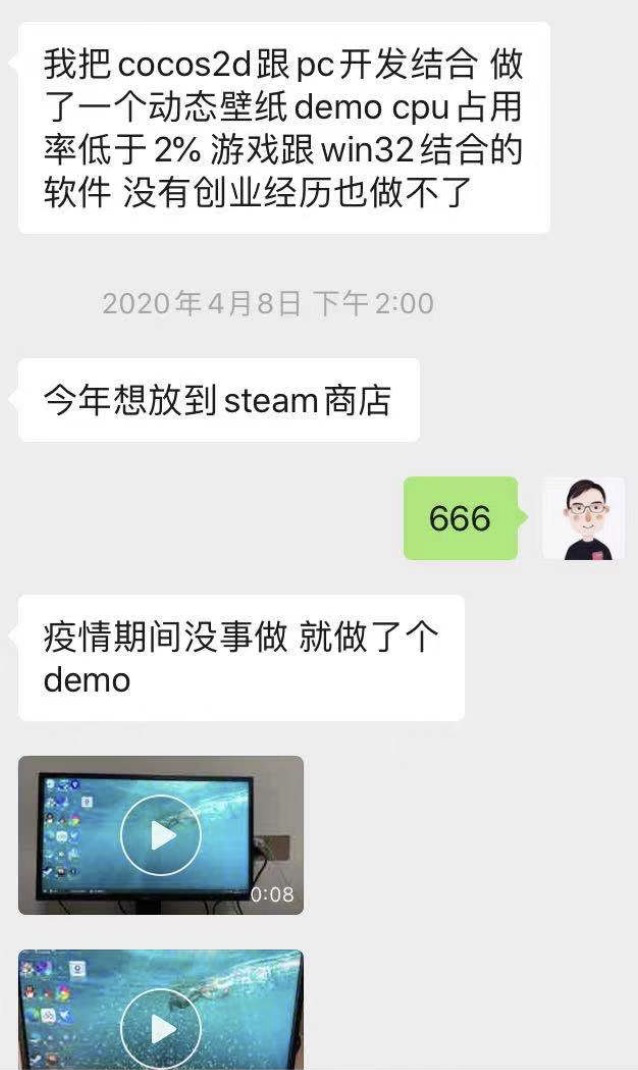 我把cocos2d跟pc开发结合 做
了一个动态壁纸demo cpu占用
率低于2% 游戏跟win32结合的
软件 没有创业经历也做不了
2020年4月8日 下午2:00
今年想放到steam商店
666
疫情期间没事做 就做了个
demo
0:08